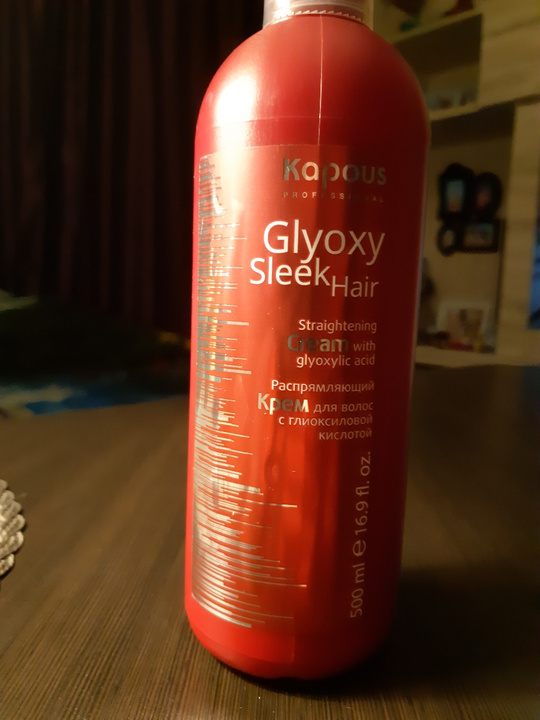 Kapous
PROFESSIONAL
Glyoxy
Sleek Hair
Straightening
Cream with
glyoxylic acid
Распрямляющий
Крем для волос
с глиоксиловой
кислотой
500 ml ℮ 16.9 fl. oz.